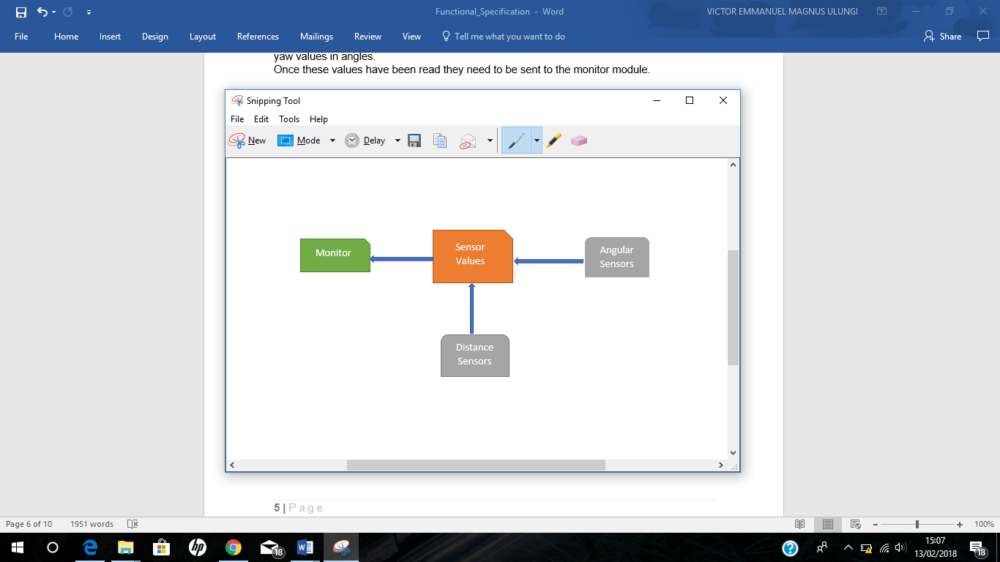 Functional_Specification - Word
VICTOR EMMANUEL MAGNUS ULUNGI
File Home Insert Design Layout References Mailings Review View Tell me what you want to do
Share
yaw values in angles.
Once these values have been read they need to be sent to the monitor module.
Snipping Tool
File Edit Tools Help
New Mode Delay
Monitor
Sensor
Values
Angular
Sensors
Distance
Sensors
5 | Page
Page 6 of 10 1951 words
100%
hp
18
15:07
13/02/2018
18